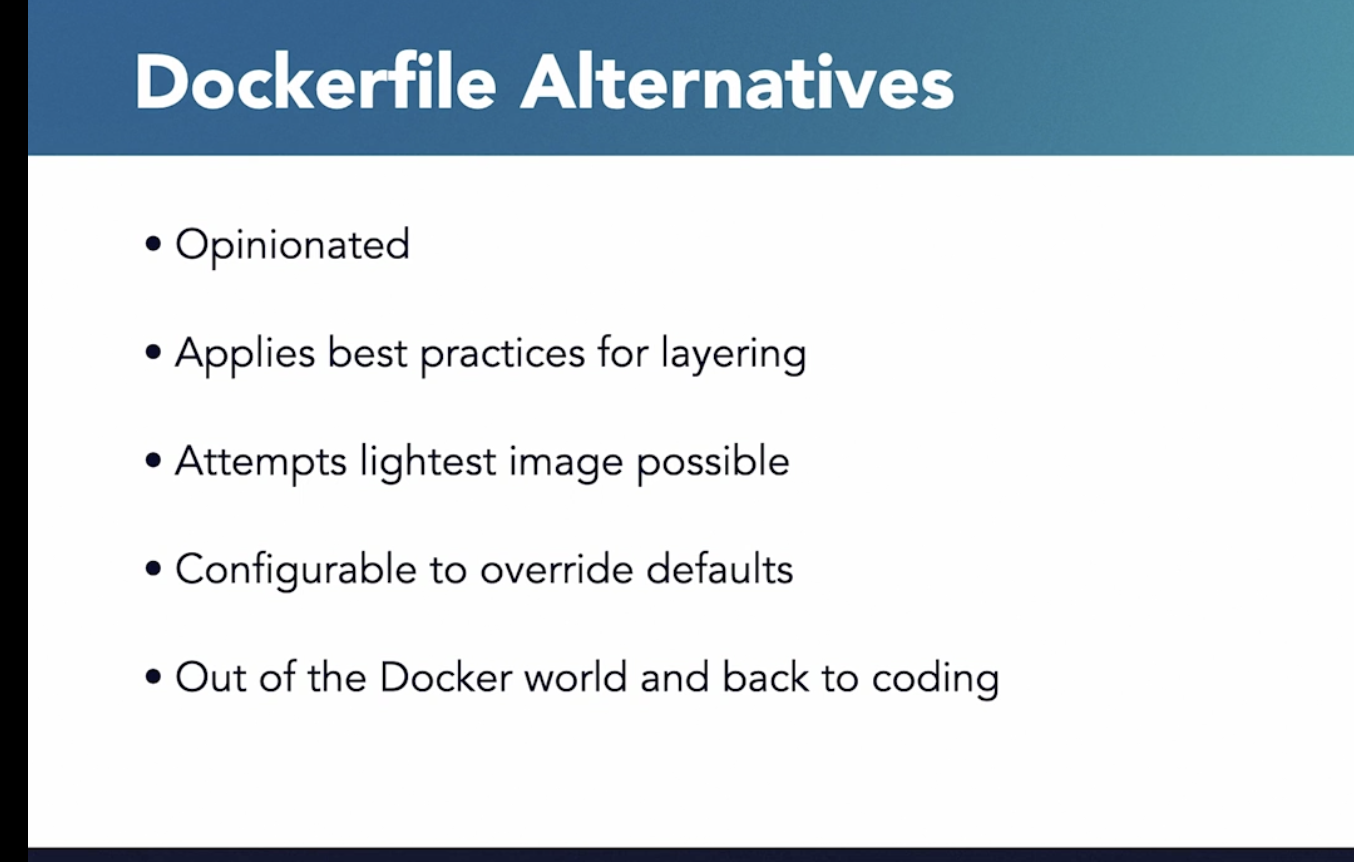 Dockerfile Alternatives
• Opinionated
• Applies best practices for layering
• Attempts lightest image possible
• Configurable to override defaults
• Out of the Docker world and back to coding